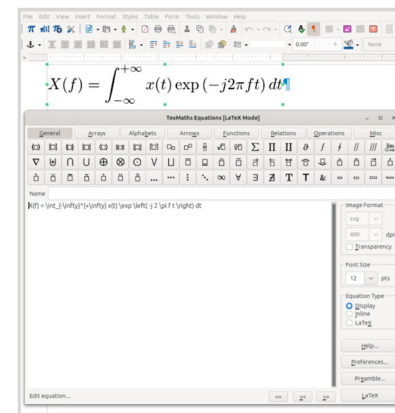 File Edit View Insert Format Styles Table Form Tools Window Help
0.00"
None
X(f) = ∫_{−∞}^{+∞} x(t) exp (−j2πft) dt¶
TexMaths Equations [LaTeX Mode]
General Arrays Alphabets Arrows Functions Relations Operations Misc
Name
X(f) = \int_{-\infty}^{+\infty} x(t) \exp \left( -j 2 \pi f t \right) dt
Image Format
svg
600 dpi
Transparency
Font Size
12 pts
Equation Type
Display
Inline
LaTeX
Help...
Preferences...
Preamble...
Edit equation...
LaTeX